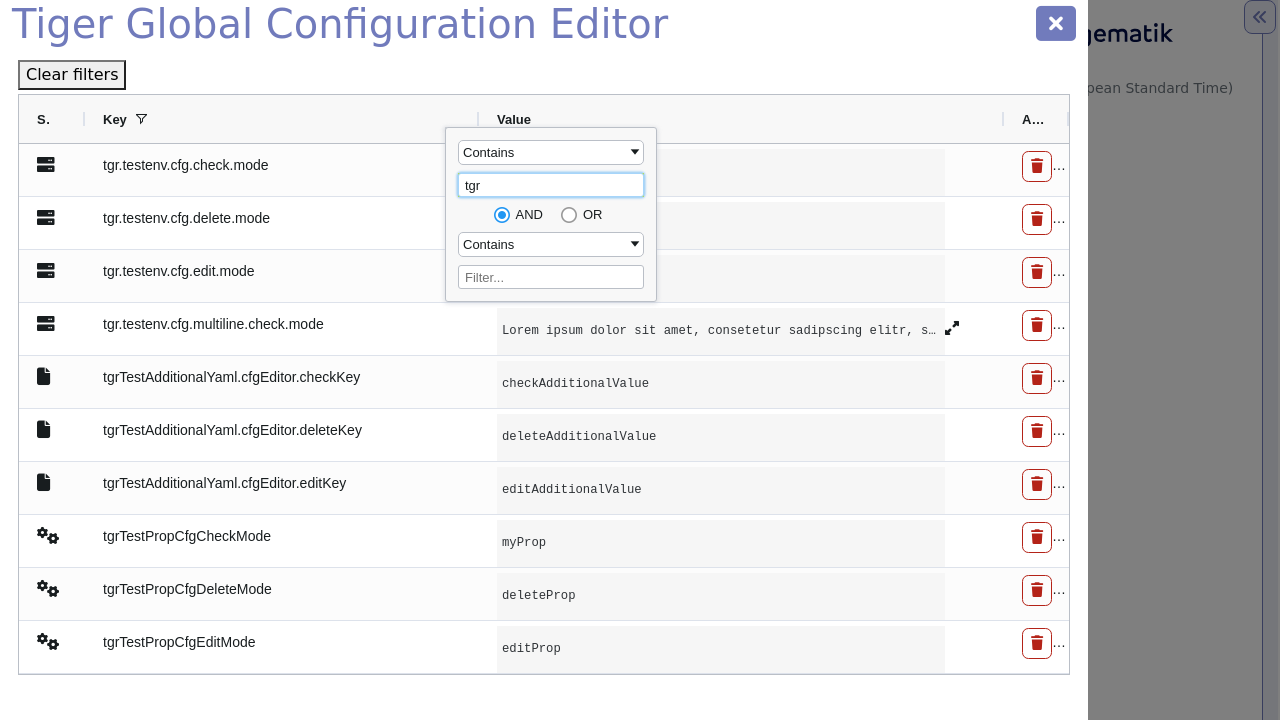 Tiger Global Configuration Editor
gematik
Clear filters
pean Standard Time)
S.
Key
Value
A...
Contains
tgr
AND
OR
Contains
Filter...
tgr.testenv.cfg.check.mode
...
tgr.testenv.cfg.delete.mode
...
tgr.testenv.cfg.edit.mode
...
tgr.testenv.cfg.multiline.check.mode
Lorem ipsum dolor sit amet, consetetur sadipscing elitr, s…
...
tgrTestAdditionalYaml.cfgEditor.checkKey
checkAdditionalValue
...
tgrTestAdditionalYaml.cfgEditor.deleteKey
deleteAdditionalValue
...
tgrTestAdditionalYaml.cfgEditor.editKey
editAdditionalValue
...
tgrTestPropCfgCheckMode
myProp
...
tgrTestPropCfgDeleteMode
deleteProp
...
tgrTestPropCfgEditMode
editProp
...